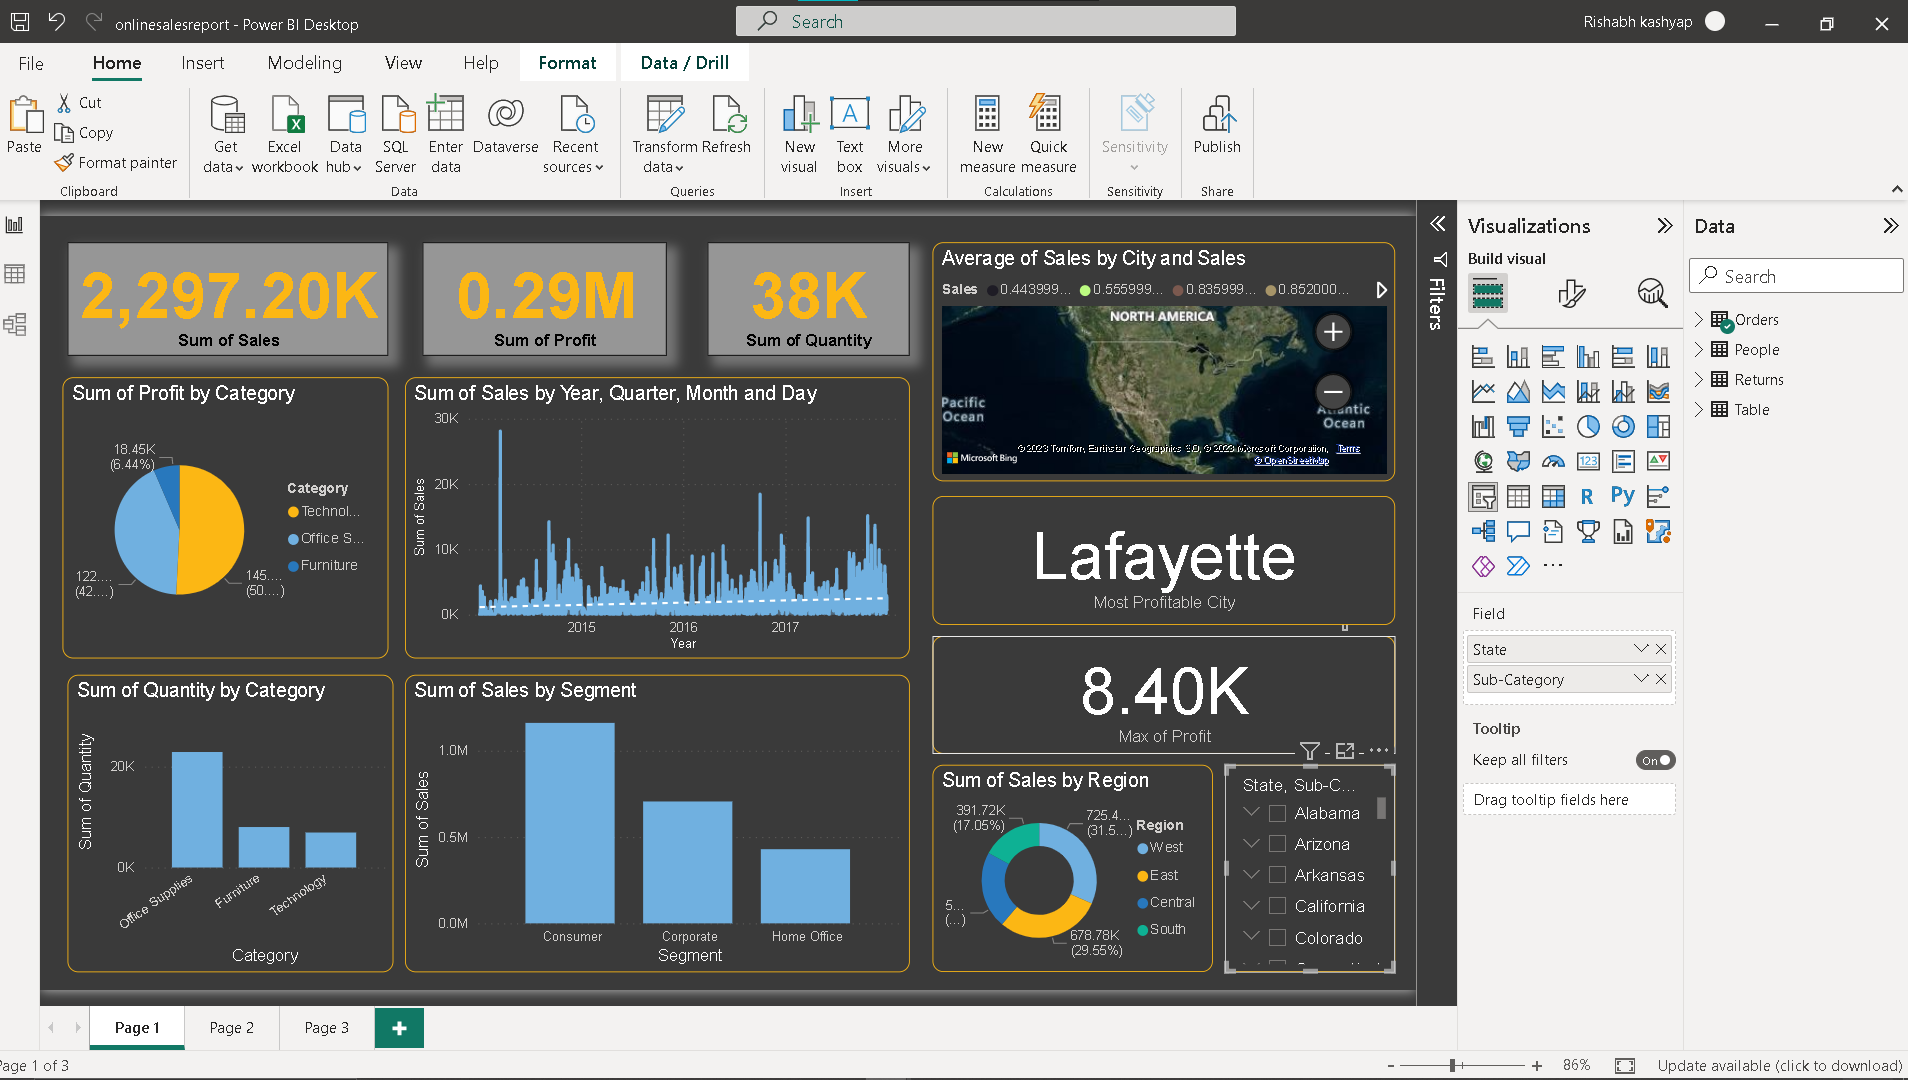 onlinesalesreport - Power BI Desktop
Search
Rishabh kashyap
File Home Insert Modeling View Help Format Data / Drill
Paste
Cut
Copy
Format painter
Clipboard
Get data
Excel workbook
Data hub
SQL Server
Enter data
Dataverse
Recent sources
Data
Transform data
Refresh
Queries
New visual
Text box
More visuals
Insert
New measure
Quick measure
Calculations
Sensitivity
Sensitivity
Publish
Share
2,297.20K
Sum of Sales
0.29M
Sum of Profit
38K
Sum of Quantity
Average of Sales by City and Sales
Sales 0.443999... 0.555999... 0.835999... 0.852000...
NORTH AMERICA
Pacific
Ocean
Atlantic
Ocean
Microsoft Bing
© 2023 TomTom, Earthstar Geographics SIO, © 2023 Microsoft Corporation, Terms
© OpenStreetMap
Sum of Profit by Category
18.45K
(6.44%)
122....
(42....)
145....
(50....)
Category
Technol...
Office S...
Furniture
Sum of Sales by Year, Quarter, Month and Day
Sum of Sales
30K
20K
10K
0K
2015 2016 2017
Year
Lafayette
Most Profitable City
8.40K
Max of Profit
Sum of Quantity by Category
Sum of Quantity
20K
0K
Office Supplies
Furniture
Technology
Category
Sum of Sales by Segment
Sum of Sales
1.0M
0.5M
0.0M
Consumer Corporate Home Office
Segment
Sum of Sales by Region
391.72K
(17.05%)
725.4...
(31.5...)
5...
(...)
678.78K
(29.55%)
Region
West
East
Central
South
State, Sub-C...
Alabama
Arizona
Arkansas
California
Colorado
Filters
Visualizations
Build visual
123
R
Py
Field
State
Sub-Category
Tooltip
Keep all filters On
Drag tooltip fields here
Data
Search
Orders
People
Returns
Table
Page 1 Page 2 Page 3
Page 1 of 3
86%
Update available (click to download)